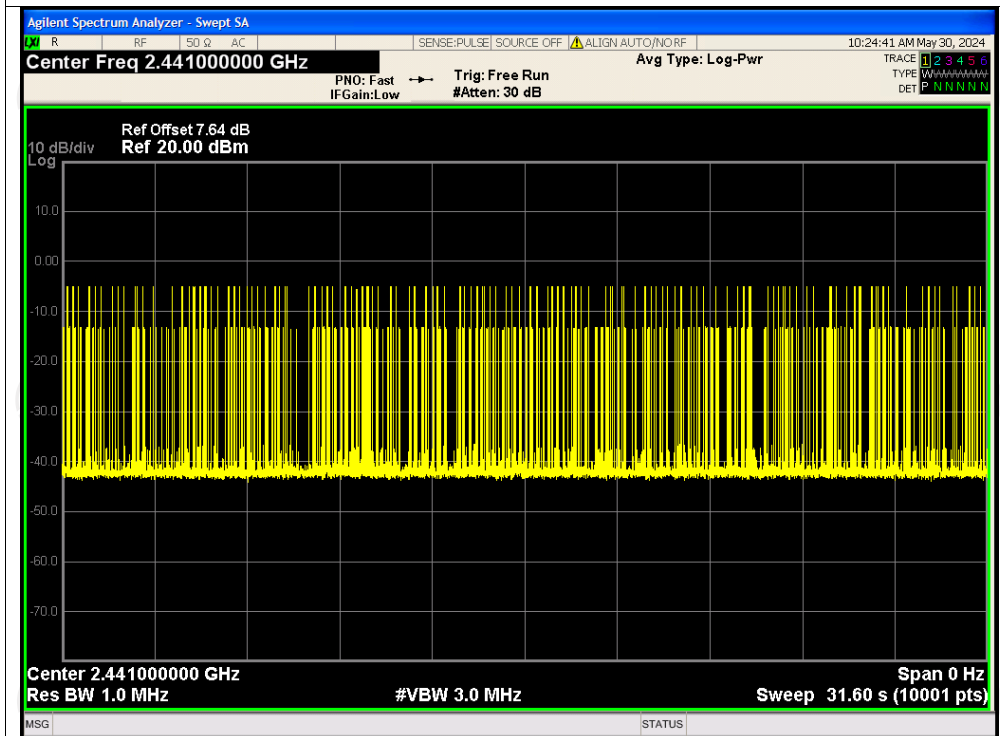 Agilent Spectrum Analyzer - Swept SA
LXI R RF 50 Ω AC SENSE:PULSE SOURCE OFF ALIGN AUTO/NO RF 10:24:41 AM May 30, 2024
Center Freq 2.441000000 GHz Avg Type: Log-Pwr TRACE 1 2 3 4 5 6
PNO: Fast Trig: Free Run TYPE W
IFGain:Low #Atten: 30 dB DET P N N N N N
Ref Offset 7.64 dB
10 dB/div Ref 20.00 dBm
Log
10.0
0.00
-10.0
-20.0
-30.0
-40.0
-50.0
-60.0
-70.0
Center 2.441000000 GHz Span 0 Hz
Res BW 1.0 MHz #VBW 3.0 MHz Sweep 31.60 s (10001 pts)
MSG STATUS